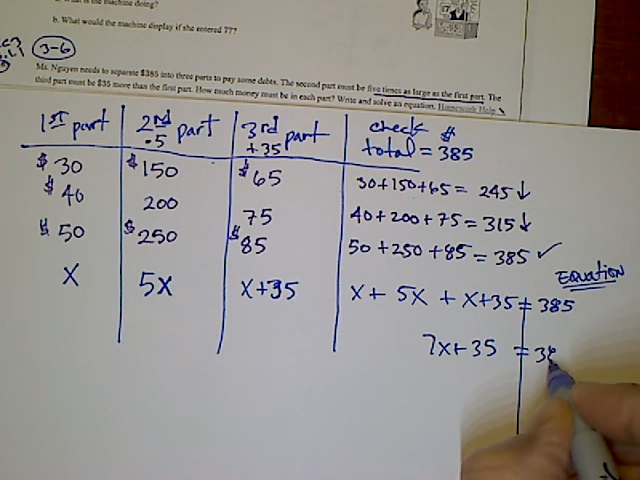 b. What would the machine display if she entered 77?
3-6
Ms. Nguyen needs to separate $385 into three parts to pay some debts. The second part must be five times as large as the first part. The
third part must be $35 more than the first part. How much money must be in each part? Write and solve an equation. Homework Help
1st part 2nd part 3rd part check $
·5 +35 total = 385
$30 $150 $65 30+150+65 = 245 ↓
$40 200 75 40+200+75 = 315 ↓
$50 $250 $85 50+250+85 = 385 ✓
Equation
x 5x x+35 x + 5x + x+35 = 385
7x+35 = 38